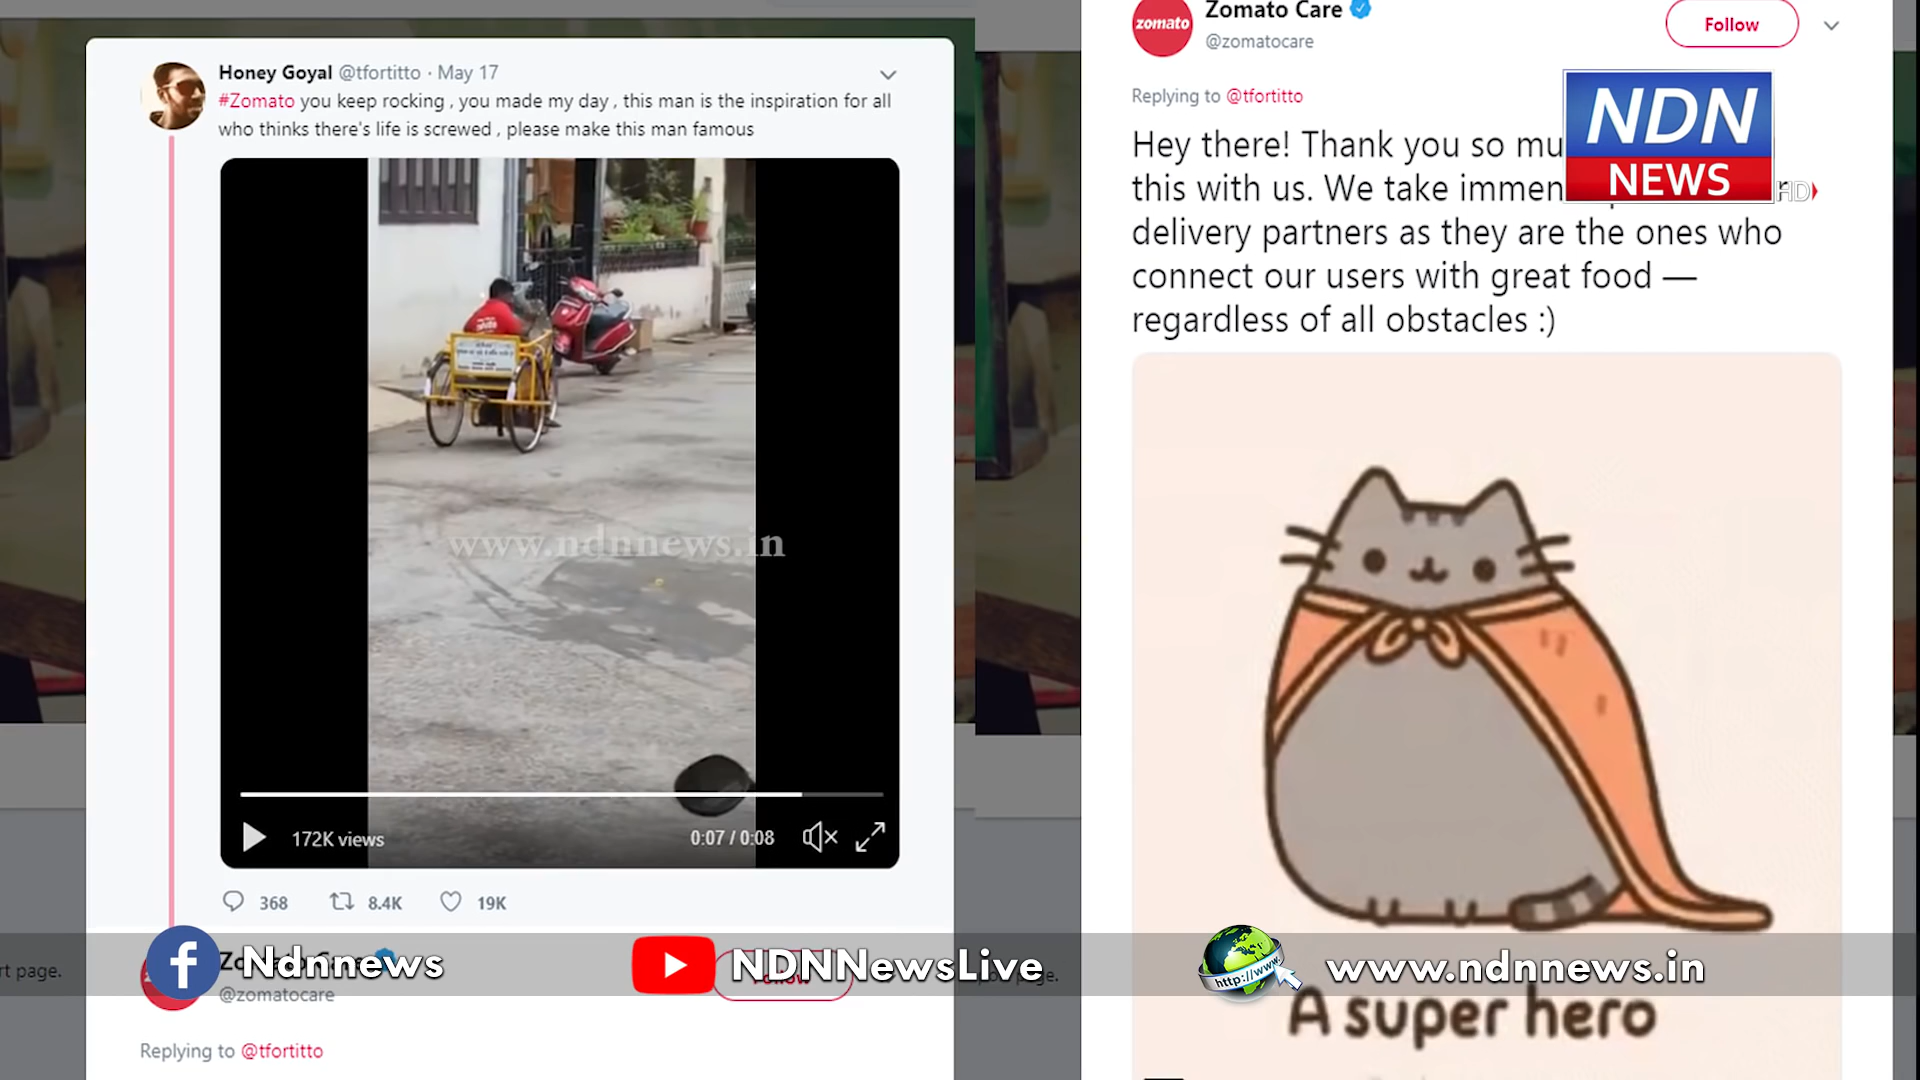 Honey Goyal @tfortitto · May 17
#Zomato you keep rocking , you made my day , this man is the inspiration for all
who thinks there's life is screwed , please make this man famous
www.ndnnews.in
172K views
0:07 / 0:08
368 8.4K 19K
@zomatocare
Replying to @tfortitto
zomato
Zomato Care
@zomatocare
Follow
Replying to @tfortitto
Hey there! Thank you so
this with us. We take
delivery partners as they are the ones who
connect our users with great food —
regardless of all obstacles :)
NDN
NEWS
HD
A super hero
page.
Ndnnews
NDNNewsLive
http://www.
www.ndnnews.in